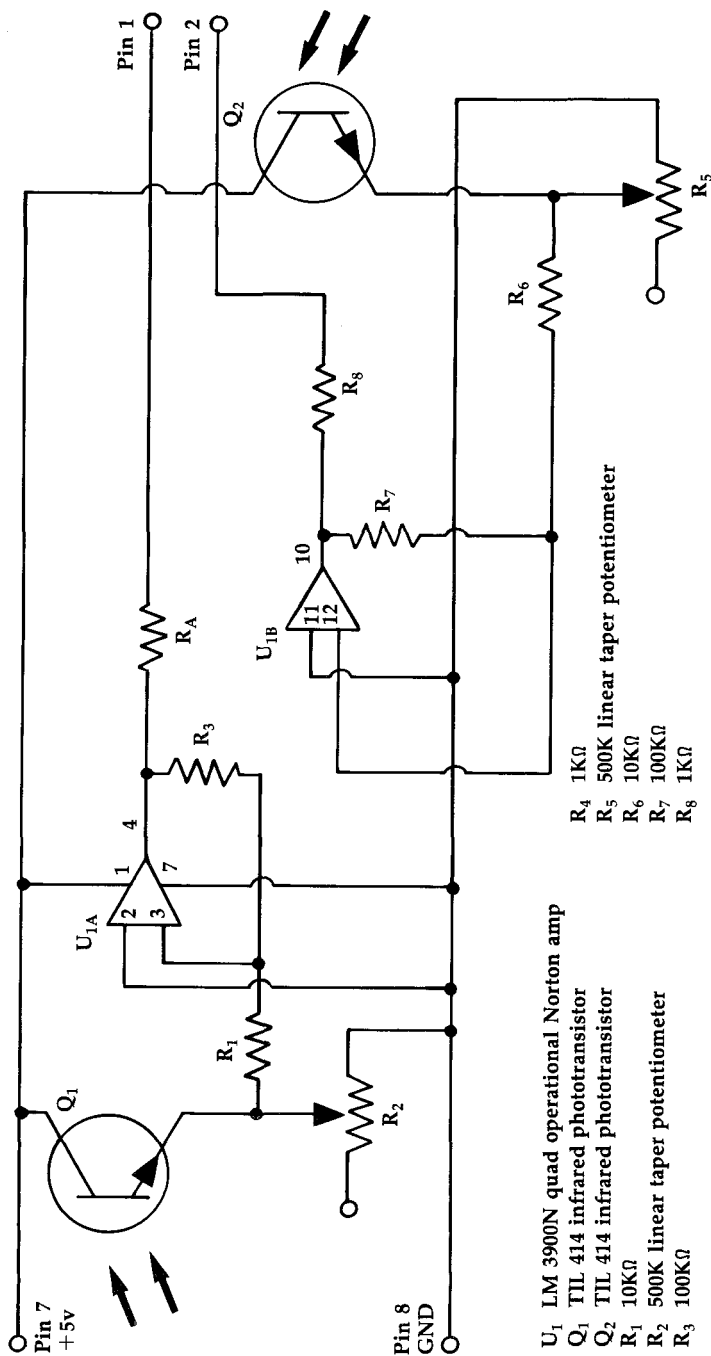 Pin 1
Pin 2
Q2
R5
R6
R8
R7
10
11
12
U1B
RA
R3
4
1
7
2
3
U1A
R1
Q1
R2
Pin 7
+5v
Pin 8
GND
U1 LM 3900N quad operational Norton amp
Q1 TIL 414 infrared phototransistor
Q2 TIL 414 infrared phototransistor
R1 10KΩ
R2 500K linear taper potentiometer
R3 100KΩ
R4 1KΩ
R5 500K linear taper potentiometer
R6 10KΩ
R7 100KΩ
R8 1KΩ